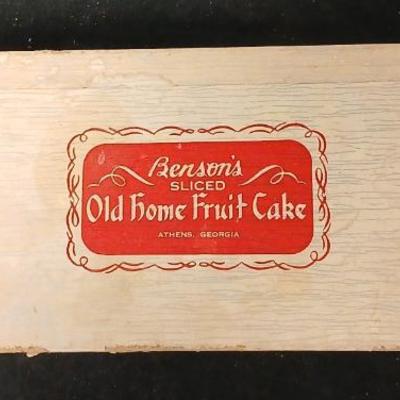 Benson's
SLICED
Old Home Fruit Cake
ATHENS, GEORGIA